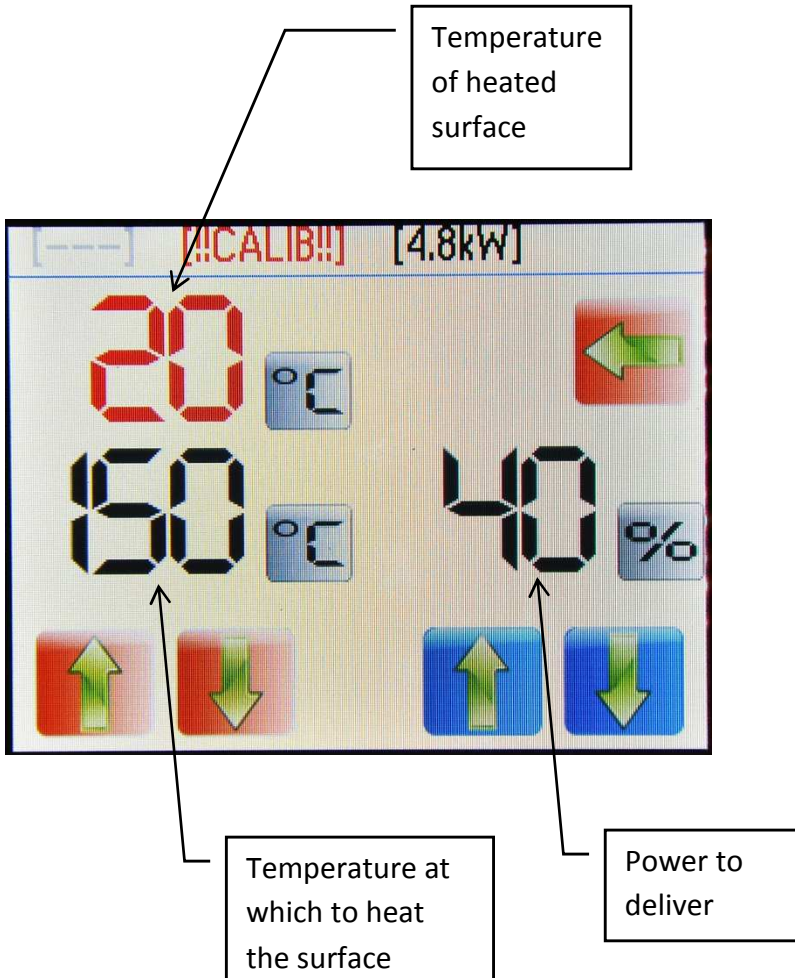 Temperature
of heated
surface
[---] [!!CALIB!!] [4.8kW]
20 °C
150 °C 40 %
Temperature at
which to heat
the surface
Power to
deliver